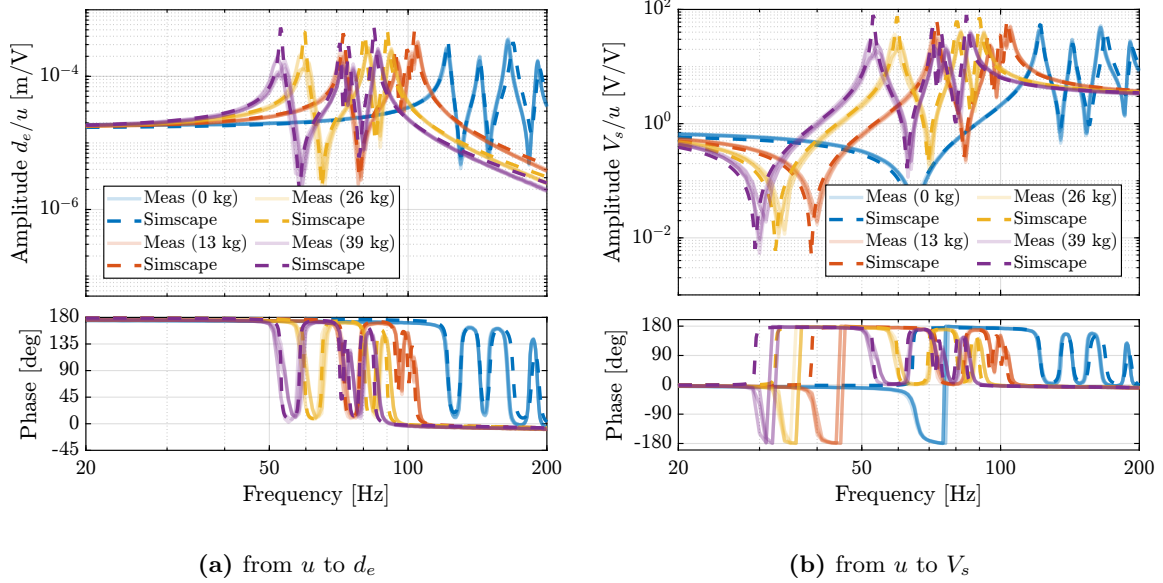 Amplitude d_e/u [m/V]
10^{-4}
10^{-6}
Meas (0 kg)
Simscape
Meas (13 kg)
Simscape
Meas (26 kg)
Simscape
Meas (39 kg)
Simscape
Phase [deg]
180
135
90
45
0
-45
20 50 100 200
Frequency [Hz]
(a) from u to d_e
Amplitude V_s/u [V/V]
10^2
10^0
10^{-2}
Meas (0 kg)
Simscape
Meas (13 kg)
Simscape
Meas (26 kg)
Simscape
Meas (39 kg)
Simscape
Phase [deg]
180
90
0
-90
-180
20 50 100 200
Frequency [Hz]
(b) from u to V_s